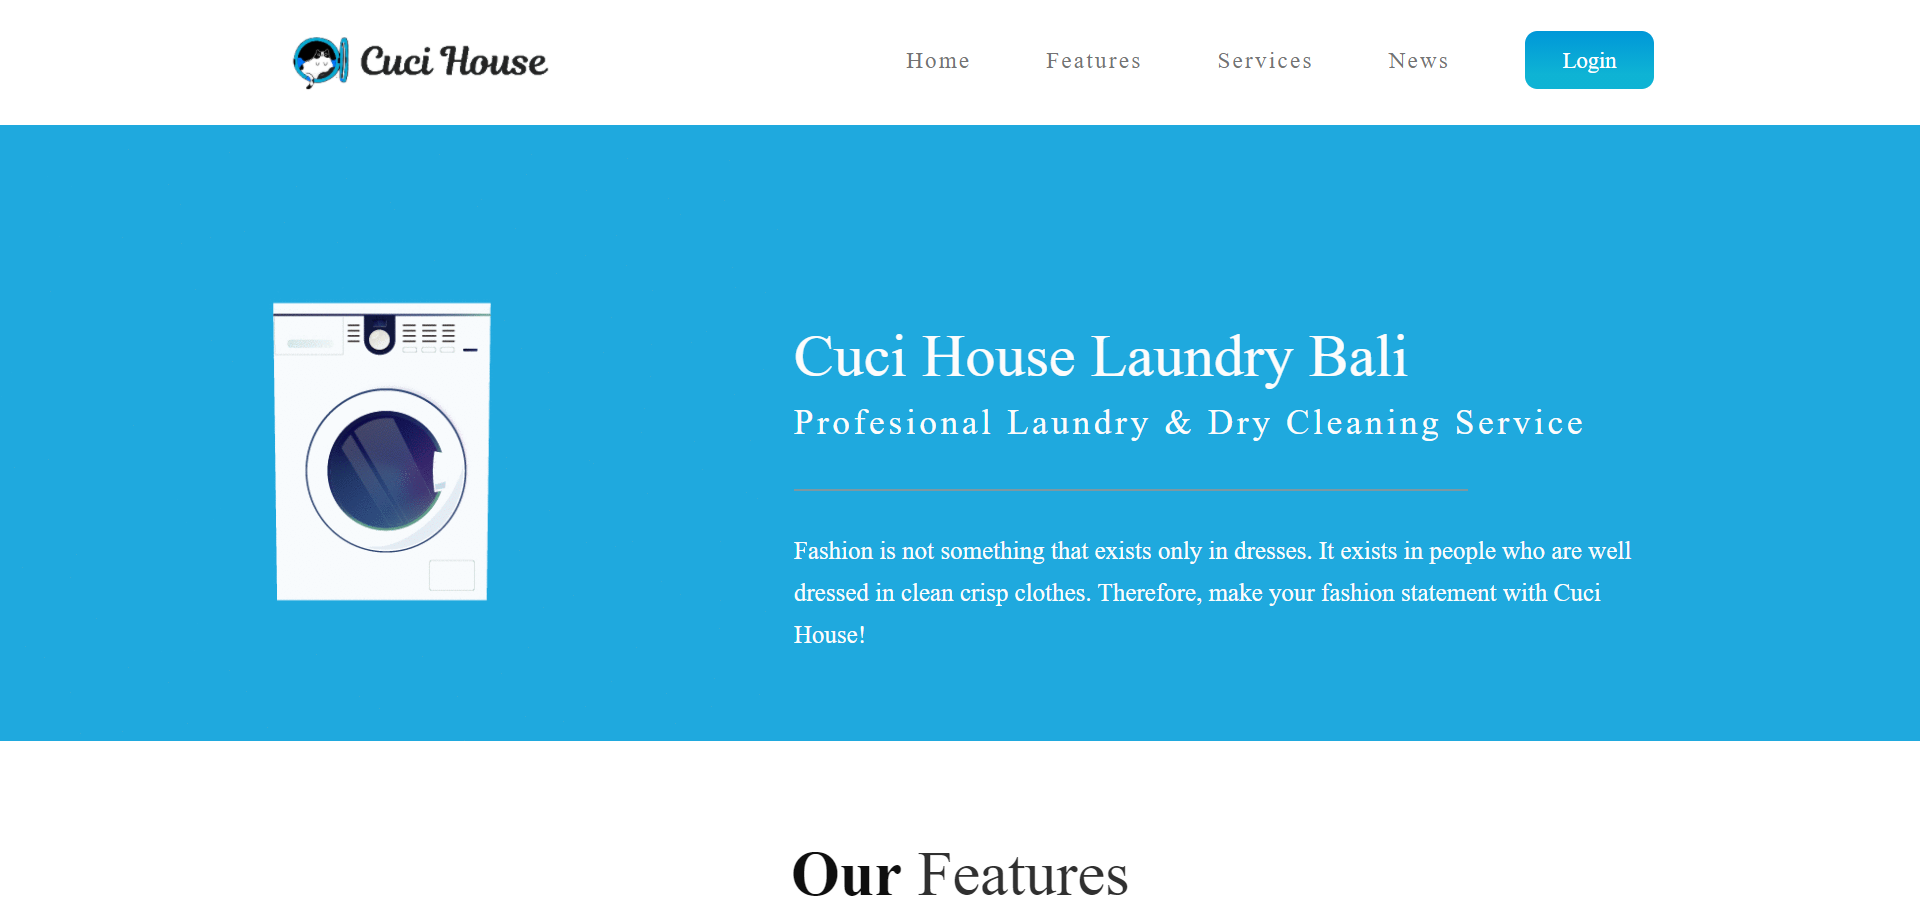 Cuci House
Home
Features
Services
News
Login
Cuci House Laundry Bali
Profesional Laundry & Dry Cleaning Service
Fashion is not something that exists only in dresses. It exists in people who are well
dressed in clean crisp clothes. Therefore, make your fashion statement with Cuci
House!
Our Features